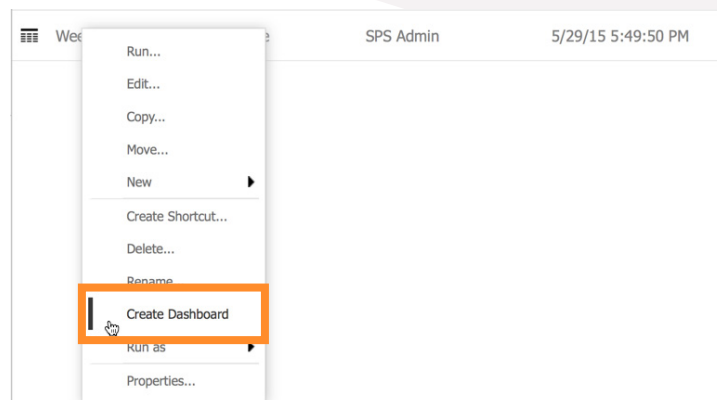 Wee e SPS Admin 5/29/15 5:49:50 PM
Run...
Edit...
Copy...
Move...
New
Create Shortcut...
Delete...
Rename
Create Dashboard
Run as
Properties...